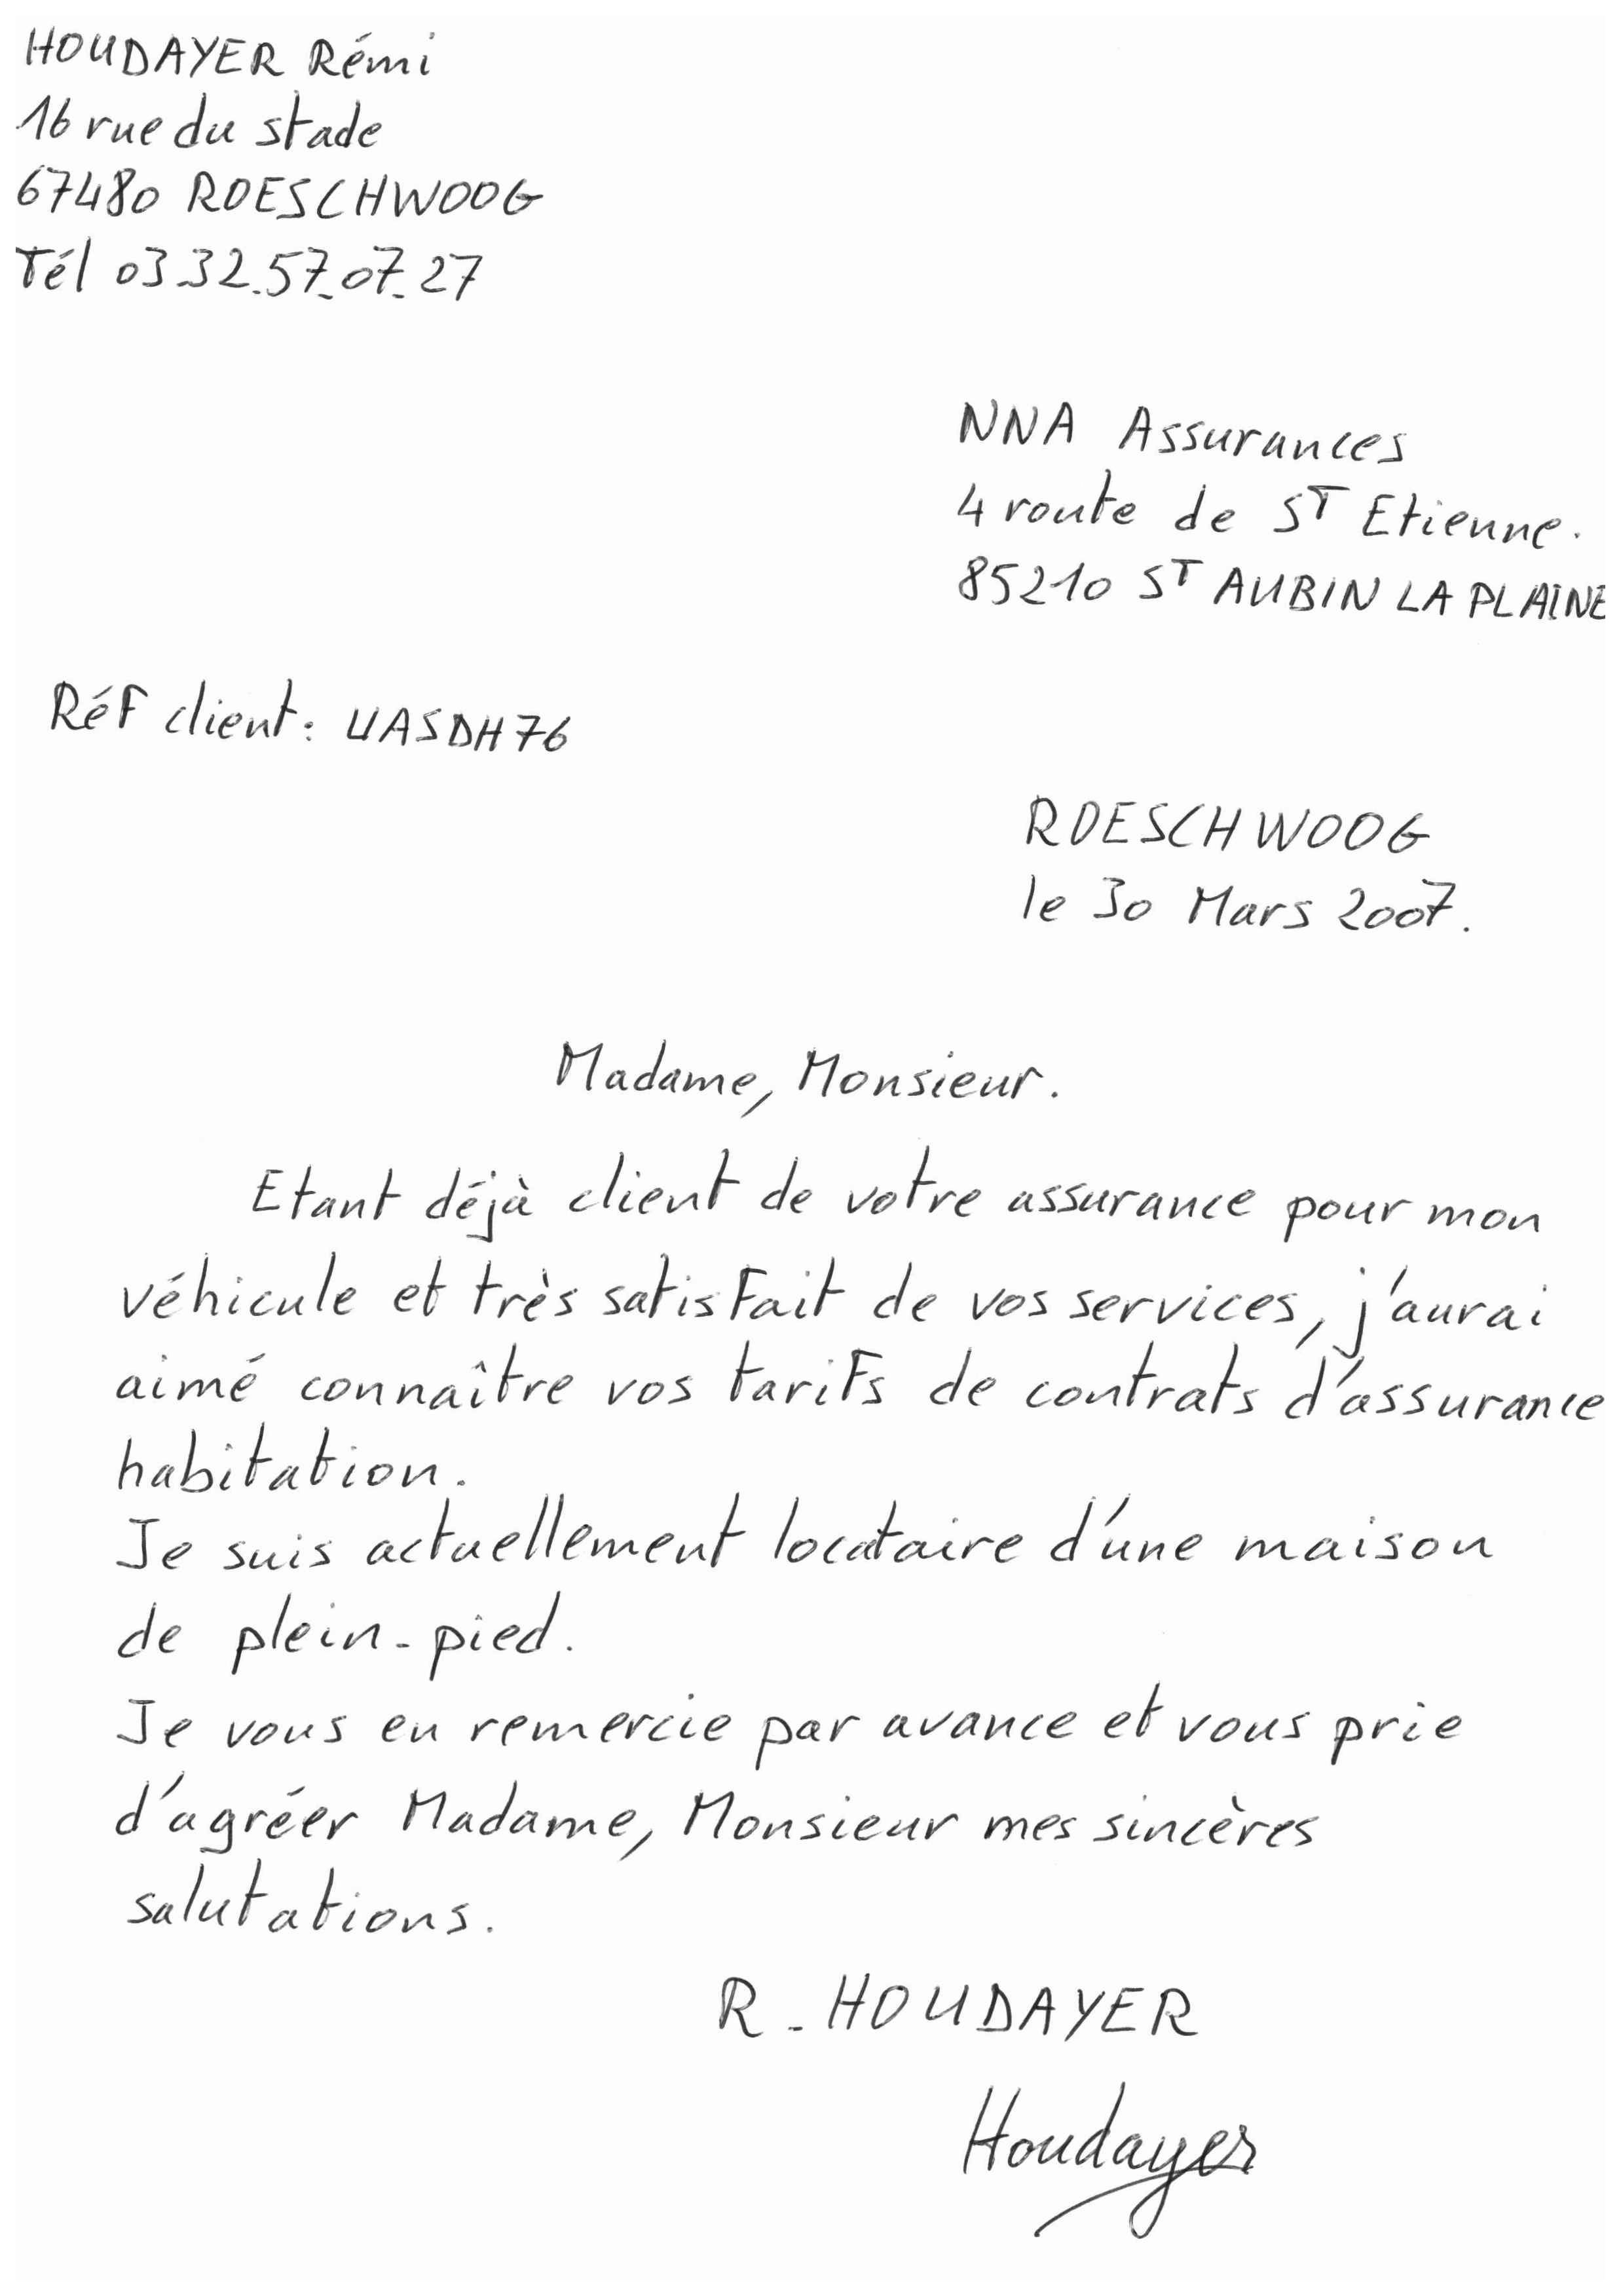 HOUDAYER Rémi
16 rue du stade
67480 ROESCHWOOG
Tél 03.32.57.07.27
NNA Assurances
4 route de ST Etienne.
85210 ST AUBIN LA PLAINE
Réf client : UASDH76
ROESCHWOOG
le 30 Mars 2007.
Madame, Monsieur.
Etant déjà client de votre assurance pour mon
véhicule et très satisfait de vos services, j'aurai
aimé connaître vos tarifs de contrats d'assurance
habitation.
Je suis actuellement locataire d'une maison
de plein-pied.
Je vous en remercie par avance et vous prie
d'agréer Madame, Monsieur mes sincères
salutations.
R. HOUDAYER
Houdayer